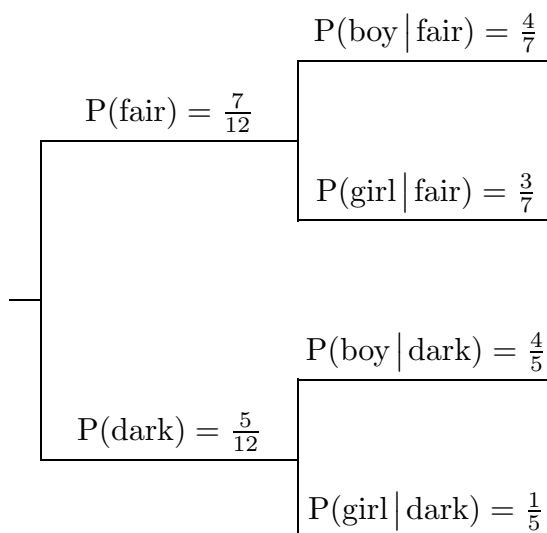 P(boy | fair) = 4/7
P(fair) = 7/12
P(girl | fair) = 3/7
P(boy | dark) = 4/5
P(dark) = 5/12
P(girl | dark) = 1/5